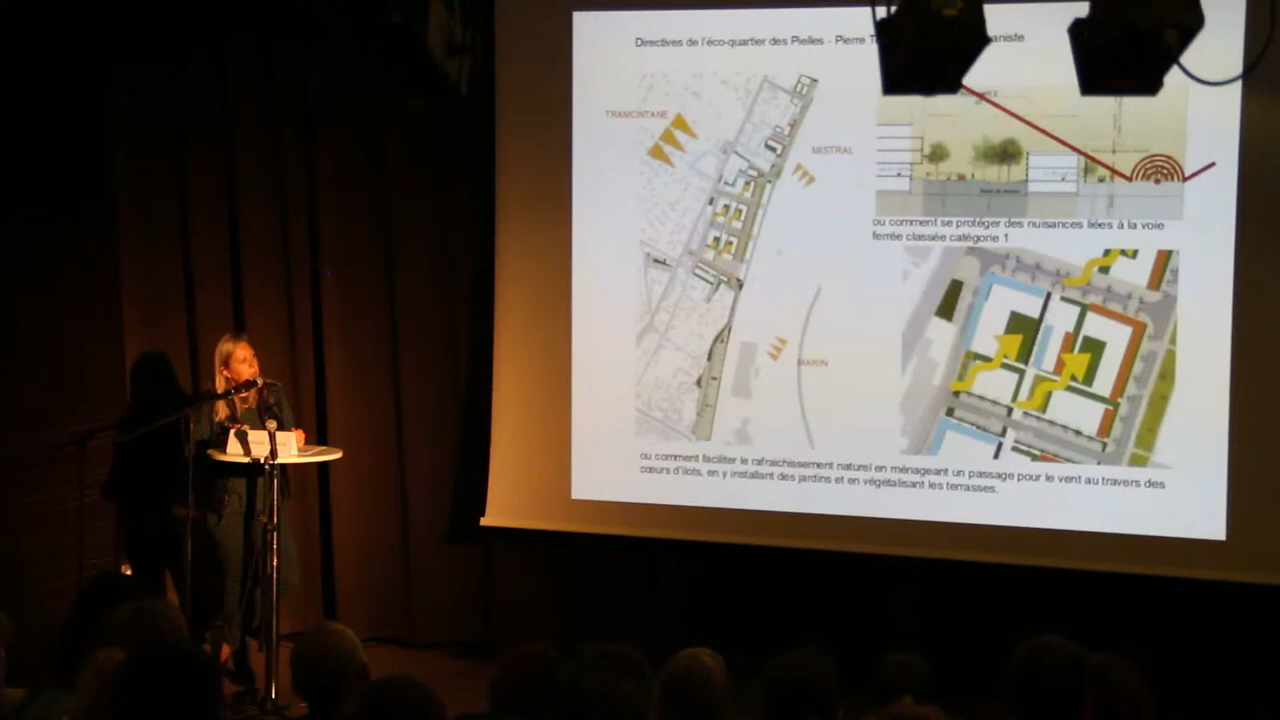 Directives de l'éco-quartier des Pielles - Pierre
TRAMONTANE
MISTRAL
ou comment se protéger des nuisances liées à la voie
ferrée classée catégorie 1
MARIN
ou comment faciliter le rafraichissement naturel en ménageant un passage pour le vent au travers des
cœurs d'îlots, en y installant des jardins et en végétalisant les terrasses.